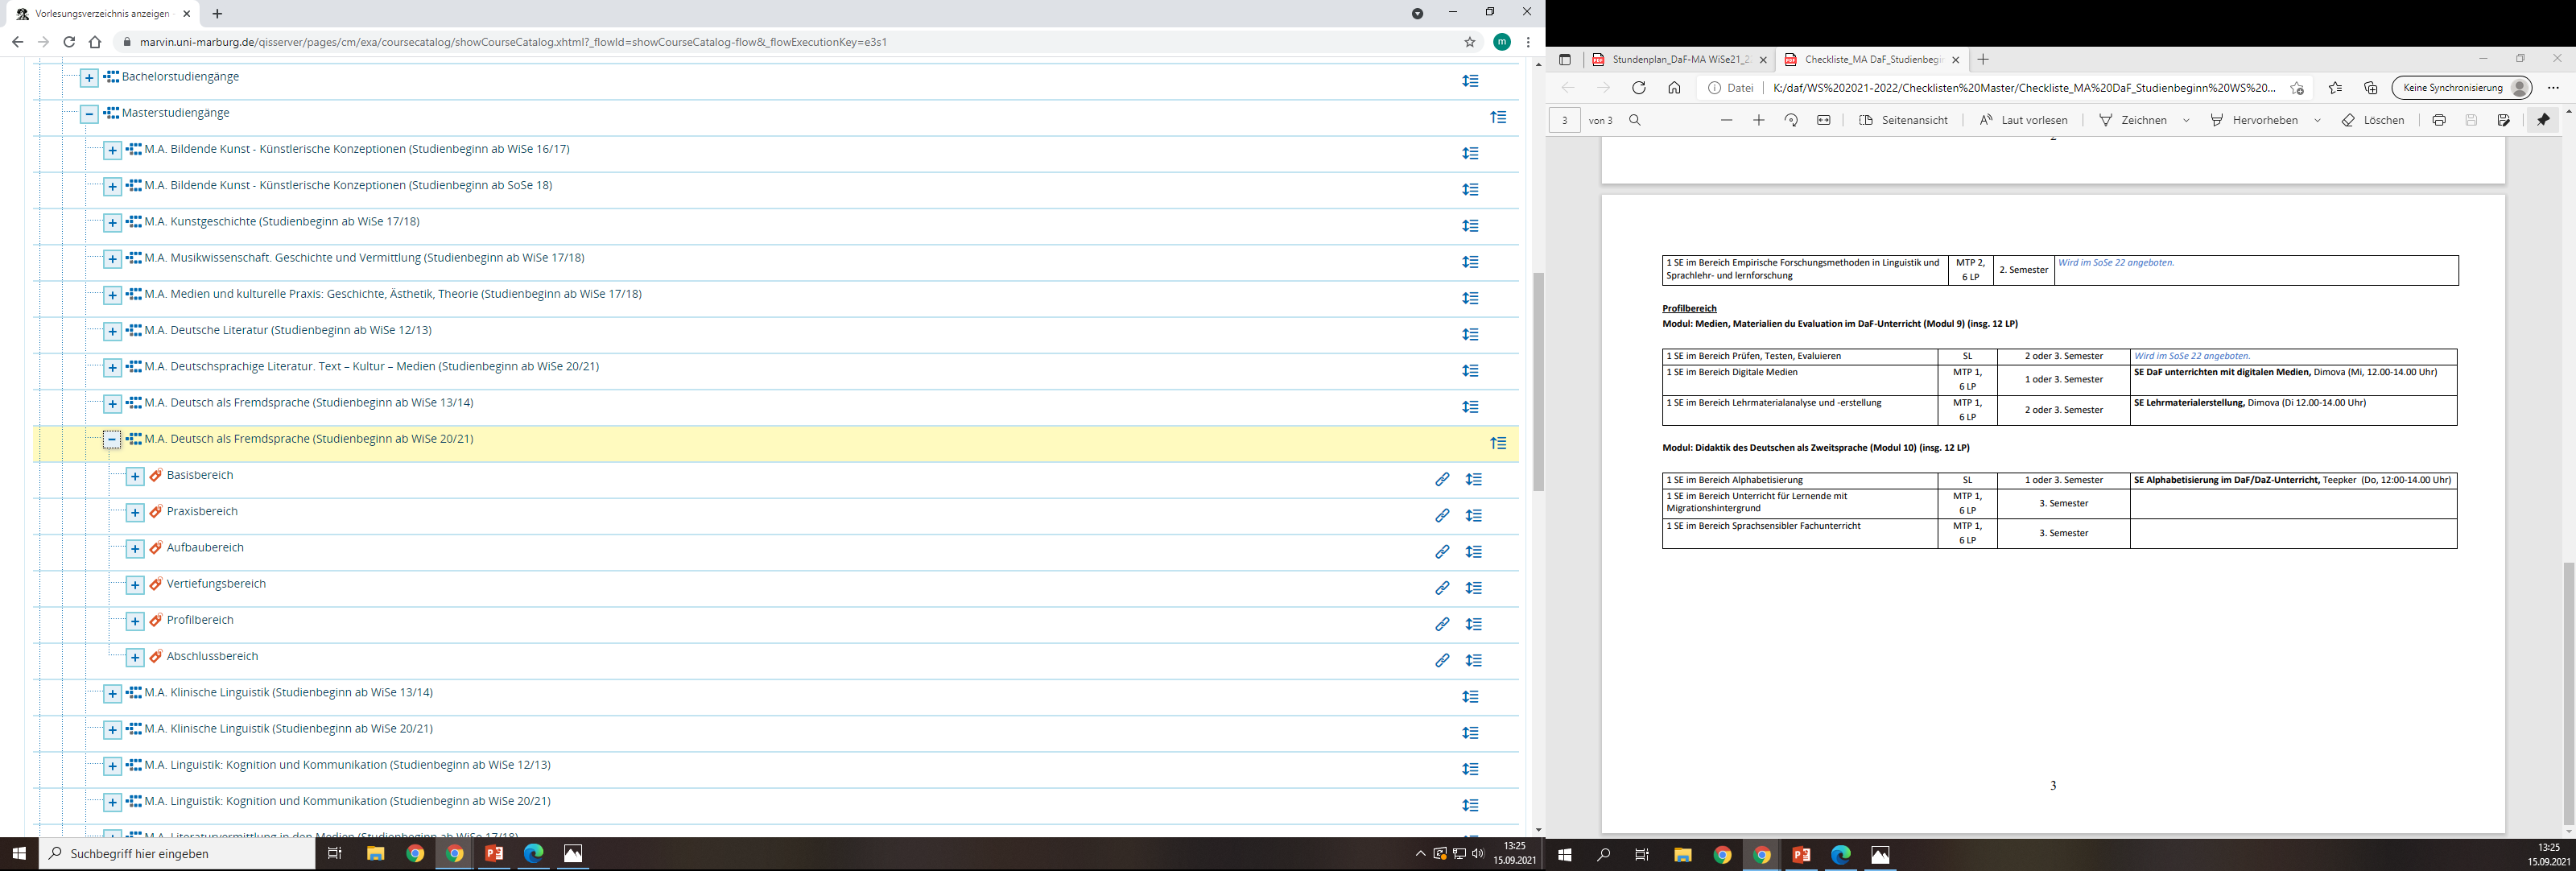 Vorlesungsverzeichnis anzeigen
marvin.uni-marburg.de/qisserver/pages/cm/exa/coursecatalog/showCourseCatalog.xhtml?_flowId=showCourseCatalog-flow&_flowExecutionKey=e3s1
m
Bachelorstudiengänge
Masterstudiengänge
M.A. Bildende Kunst - Künstlerische Konzeptionen (Studienbeginn ab WiSe 16/17)
M.A. Bildende Kunst - Künstlerische Konzeptionen (Studienbeginn ab SoSe 18)
M.A. Kunstgeschichte (Studienbeginn ab WiSe 17/18)
M.A. Musikwissenschaft. Geschichte und Vermittlung (Studienbeginn ab WiSe 17/18)
M.A. Medien und kulturelle Praxis: Geschichte, Ästhetik, Theorie (Studienbeginn ab WiSe 17/18)
M.A. Deutsche Literatur (Studienbeginn ab WiSe 12/13)
M.A. Deutschsprachige Literatur. Text – Kultur – Medien (Studienbeginn ab WiSe 20/21)
M.A. Deutsch als Fremdsprache (Studienbeginn ab WiSe 13/14)
M.A. Deutsch als Fremdsprache (Studienbeginn ab WiSe 20/21)
Basisbereich
Praxisbereich
Aufbaubereich
Vertiefungsbereich
Profilbereich
Abschlussbereich
M.A. Klinische Linguistik (Studienbeginn ab WiSe 13/14)
M.A. Klinische Linguistik (Studienbeginn ab WiSe 20/21)
M.A. Linguistik: Kognition und Kommunikation (Studienbeginn ab WiSe 12/13)
M.A. Linguistik: Kognition und Kommunikation (Studienbeginn ab WiSe 20/21)
M.A. Literaturvermittlung in den Medien (Studienbeginn ab WiSe 17/18)
Suchbegriff hier eingeben
13:25
15.09.2021
Stundenplan_DaF-MA WiSe21_2
Checkliste_MA DaF_Studienbegi
Datei
K:/daf/WS%202021-2022/Checklisten%20Master/Checkliste_MA%20DaF_Studienbeginn%20WS%20...
Keine Synchronisierung
3 von 3
Seitenansicht
Laut vorlesen
Zeichnen
Hervorheben
Löschen
1 SE im Bereich Empirische Forschungsmethoden in Linguistik und
Sprachlehr- und lernforschung
MTP 2,
6 LP
2. Semester
Wird im SoSe 22 angeboten.
Profilbereich
Modul: Medien, Materialien du Evaluation im DaF-Unterricht (Modul 9) (insg. 12 LP)
1 SE im Bereich Prüfen, Testen, Evaluieren
SL
2 oder 3. Semester
Wird im SoSe 22 angeboten.
1 SE im Bereich Digitale Medien
MTP 1,
6 LP
1 oder 3. Semester
SE DaF unterrichten mit digitalen Medien, Dimova (Mi, 12.00-14.00 Uhr)
1 SE im Bereich Lehrmaterialanalyse und -erstellung
MTP 1,
6 LP
2 oder 3. Semester
SE Lehrmaterialerstellung, Dimova (Di 12.00-14.00 Uhr)
Modul: Didaktik des Deutschen als Zweitsprache (Modul 10) (insg. 12 LP)
1 SE im Bereich Alphabetisierung
SL
1 oder 3. Semester
SE Alphabetisierung im DaF/DaZ-Unterricht, Teepker (Do, 12:00-14.00 Uhr)
1 SE im Bereich Unterricht für Lernende mit
Migrationshintergrund
MTP 1,
6 LP
3. Semester
1 SE im Bereich Sprachsensibler Fachunterricht
MTP 1,
6 LP
3. Semester
3
13:25
15.09.2021